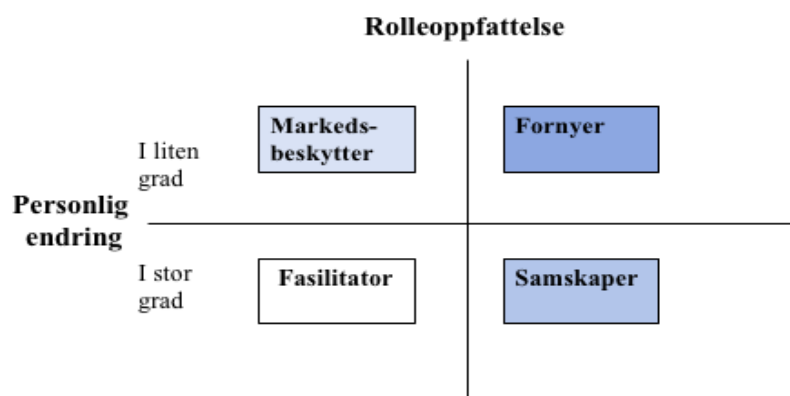 Rolleoppfattelse
Markeds-
beskytter
Fornyer
I liten
grad
Personlig
endring
I stor
grad
Fasilitator
Samskaper